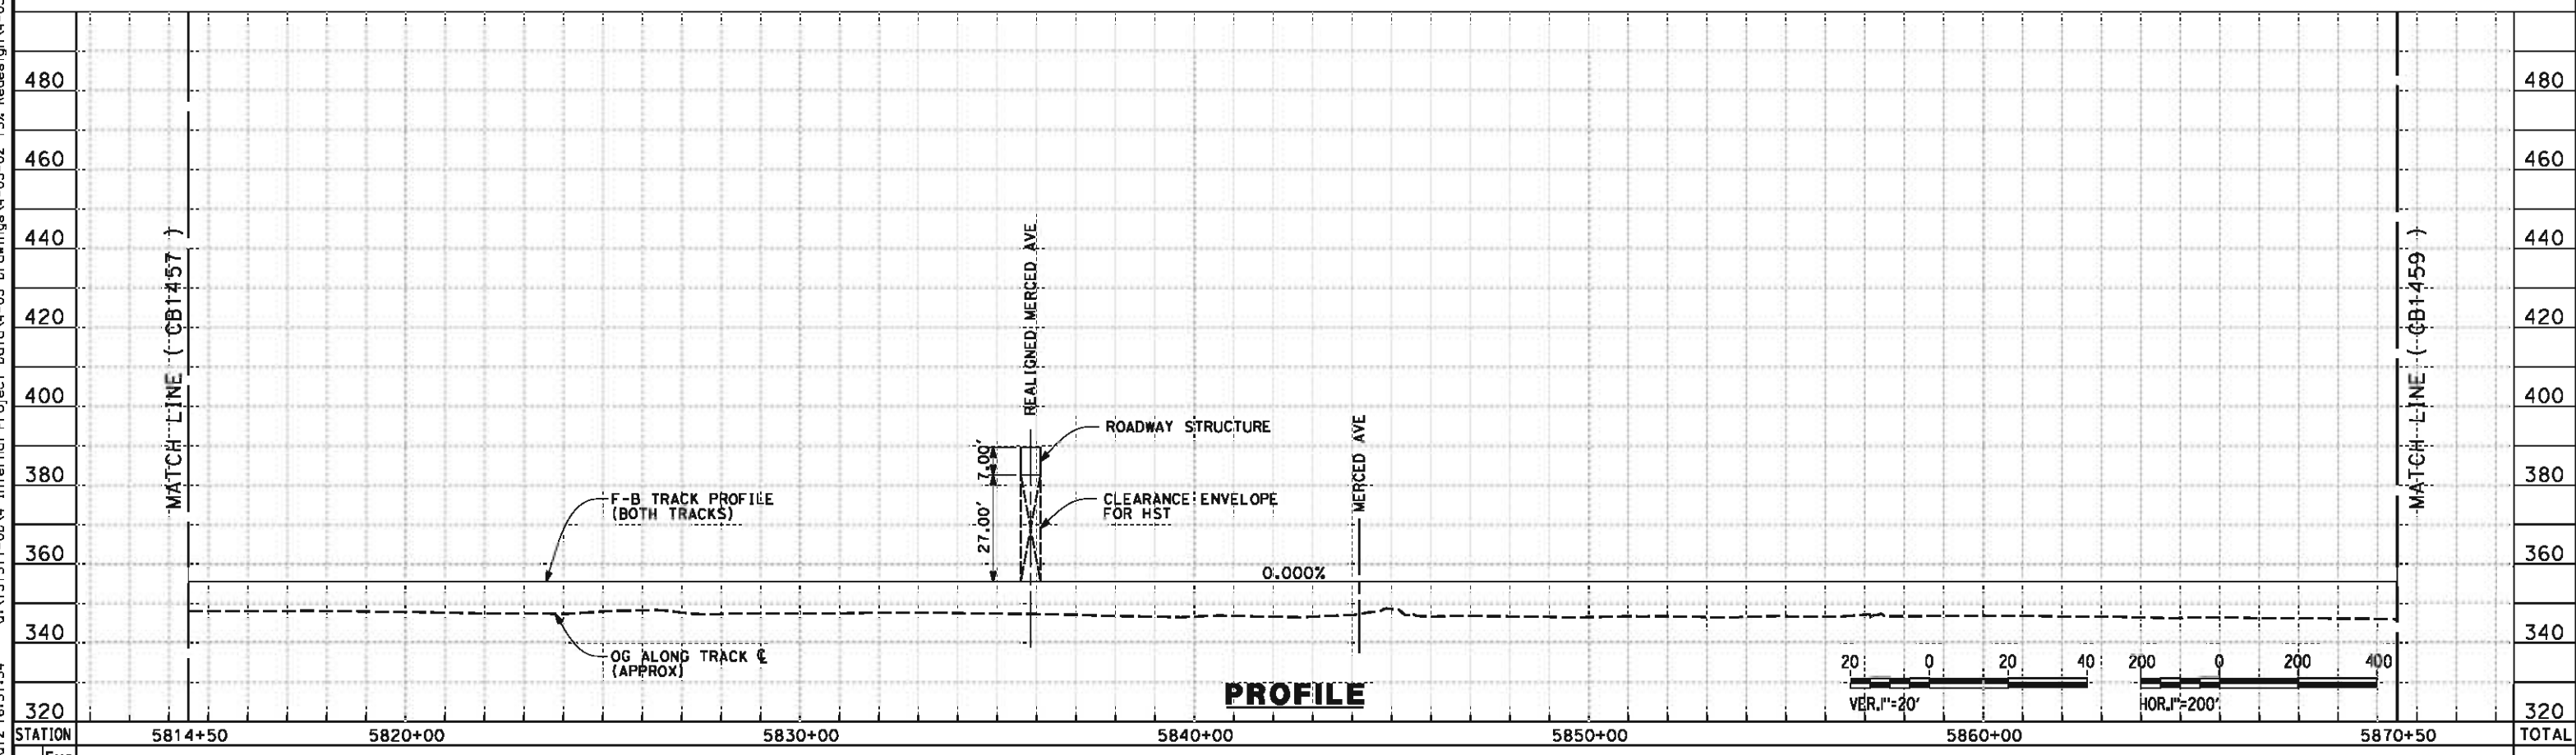 480
460
440
420
400
380
360
340
320
MATCH LINE ( CB1457 )
REALIGNED MERCED AVE
7.00'
27.00'
ROADWAY STRUCTURE
CLEARANCE ENVELOPE
FOR HST
F-B TRACK PROFILE
(BOTH TRACKS)
OG ALONG TRACK ℄
(APPROX)
MERCED AVE
0.000%
PROFILE
20 0 20 40
VER.1"=20'
200 0 200 400
HOR.1"=200'
MATCH LINE ( CB1459 )
480
460
440
420
400
380
360
340
320
STATION 5814+50 5820+00 5830+00 5840+00 5850+00 5860+00 5870+50 TOTAL